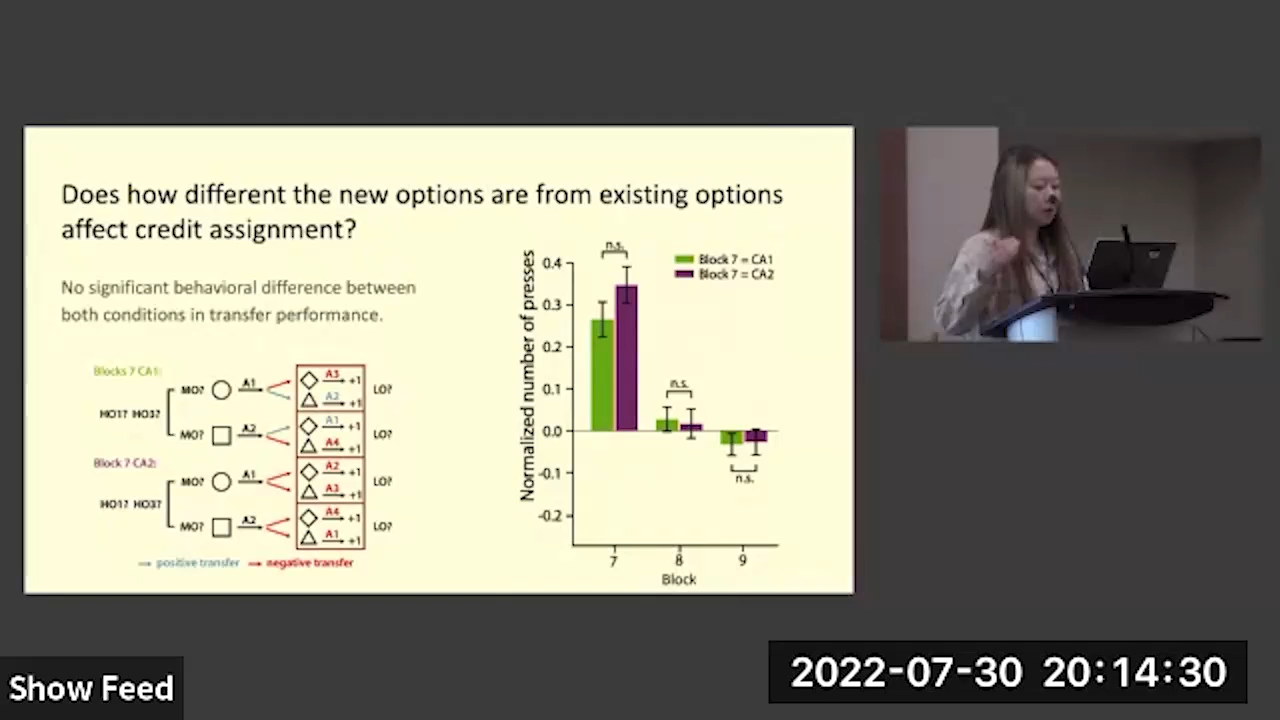 Does how different the new options are from existing options
affect credit assignment?
No significant behavioral difference between
both conditions in transfer performance.
Blocks 7 CA1:
HO1? HO3?
MO? A1
A3 +1
A2 +1
LO?
MO? A2
A1 +1
A4 +1
LO?
Block 7 CA2:
HO1? HO3?
MO? A1
A2 +1
A3 +1
LO?
MO? A2
A4 +1
A1 +1
LO?
positive transfer negative transfer
Normalized number of presses
0.4
0.3
0.2
0.1
0.0
-0.1
-0.2
n.s.
n.s.
n.s.
Block 7 = CA1
Block 7 = CA2
7 8 9
Block
Show Feed
2022-07-30 20:14:30